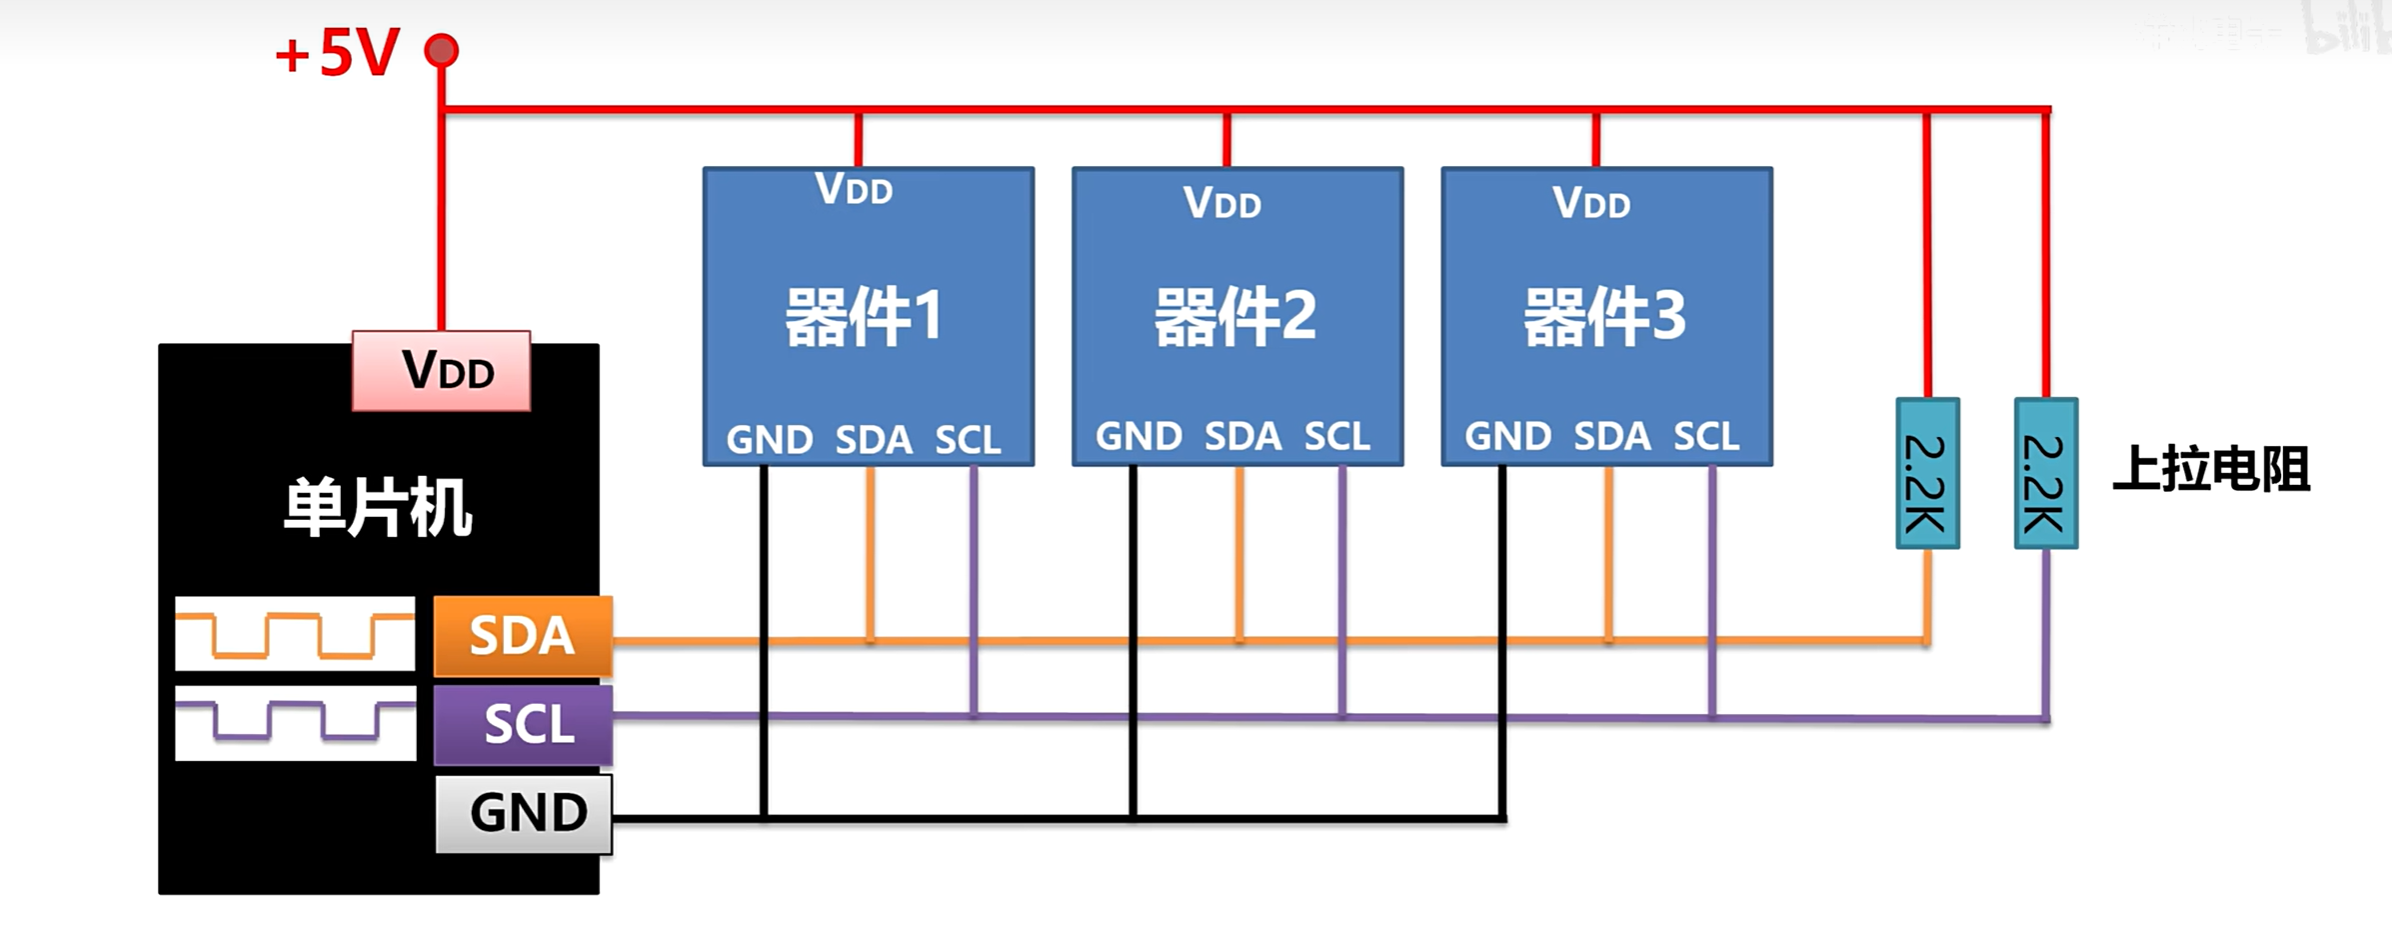 +5V
VDD
VDD
VDD
器件1
器件2
器件3
VDD
GND SDA SCL
GND SDA SCL
GND SDA SCL
2.2K
2.2K
上拉电阻
单片机
SDA
SCL
GND